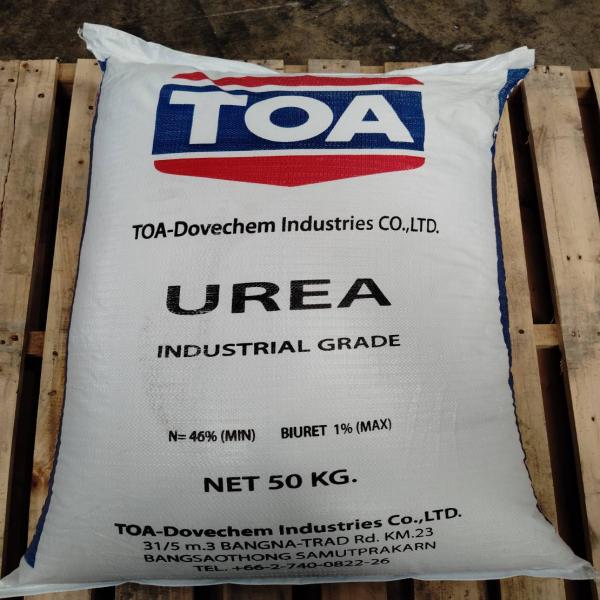 TOA
TOA-Dovechem Industries CO.,LTD.
UREA
INDUSTRIAL GRADE
N= 46% (MIN) BIURET 1% (MAX)
NET 50 KG.
TOA-Dovechem Industries Co.,LTD.
31/5 m.3 BANGNA-TRAD Rd. KM.23
BANGSAOTHONG SAMUTPRAKARN
TEL. +66-2-740-0822-26